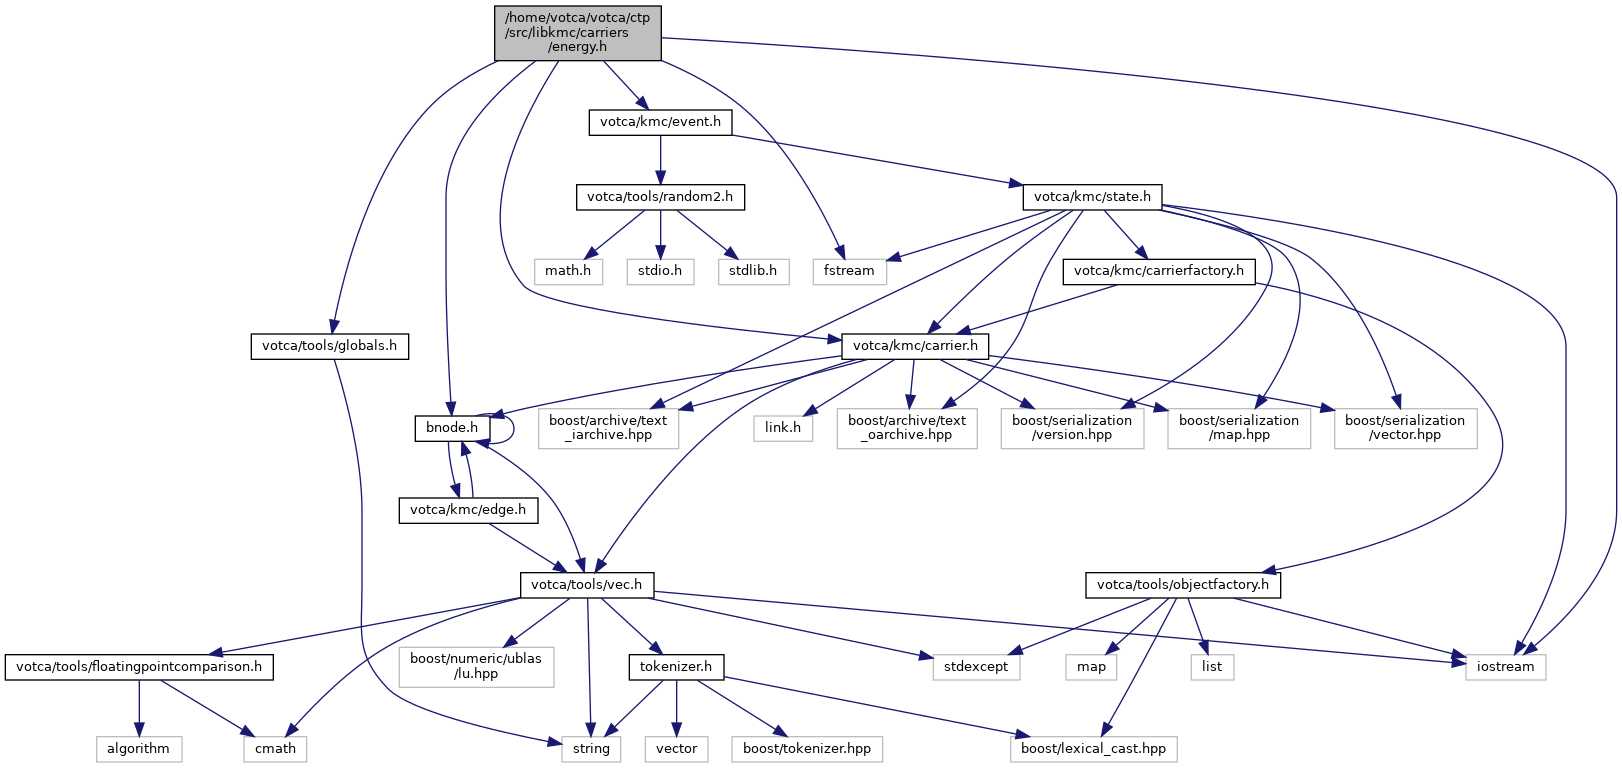 /home/votca/votca/ctp
/src/libkmc/carriers
/energy.h
votca/kmc/event.h
votca/tools/random2.h
votca/kmc/state.h
math.h
stdio.h
stdlib.h
fstream
votca/kmc/carrierfactory.h
votca/tools/globals.h
votca/kmc/carrier.h
bnode.h
boost/archive/text
_iarchive.hpp
link.h
boost/archive/text
_oarchive.hpp
boost/serialization
/version.hpp
boost/serialization
/map.hpp
boost/serialization
/vector.hpp
votca/kmc/edge.h
votca/tools/vec.h
votca/tools/objectfactory.h
votca/tools/floatingpointcomparison.h
boost/numeric/ublas
/lu.hpp
tokenizer.h
stdexcept
map
list
iostream
algorithm
cmath
string
vector
boost/tokenizer.hpp
boost/lexical_cast.hpp